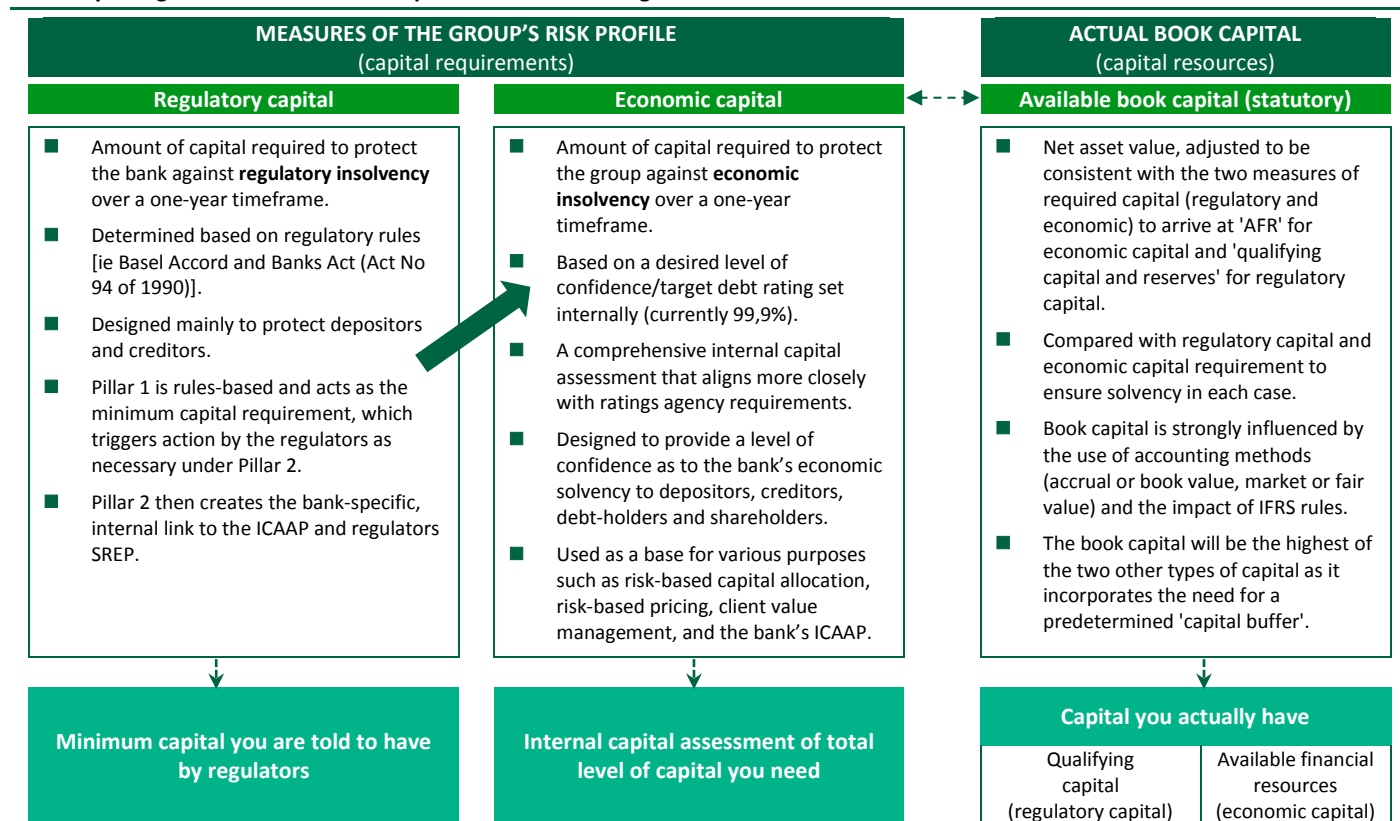 MEASURES OF THE GROUP'S RISK PROFILE
(capital requirements)
ACTUAL BOOK CAPITAL
(capital resources)
Regulatory capital
Economic capital
Available book capital (statutory)
■ Amount of capital required to protect
the bank against regulatory insolvency
over a one-year timeframe.
■ Determined based on regulatory rules
[ie Basel Accord and Banks Act (Act No
94 of 1990)].
■ Designed mainly to protect depositors
and creditors.
■ Pillar 1 is rules-based and acts as the
minimum capital requirement, which
triggers action by the regulators as
necessary under Pillar 2.
■ Pillar 2 then creates the bank-specific,
internal link to the ICAAP and regulators
SREP.
■ Amount of capital required to protect
the group against economic
insolvency over a one-year
timeframe.
■ Based on a desired level of
confidence/target debt rating set
internally (currently 99,9%).
■ A comprehensive internal capital
assessment that aligns more closely
with ratings agency requirements.
■ Designed to provide a level of
confidence as to the bank's economic
solvency to depositors, creditors,
debt-holders and shareholders.
■ Used as a base for various purposes
such as risk-based capital allocation,
risk-based pricing, client value
management, and the bank's ICAAP.
■ Net asset value, adjusted to be
consistent with the two measures of
required capital (regulatory and
economic) to arrive at 'AFR' for
economic capital and 'qualifying
capital and reserves' for regulatory
capital.
■ Compared with regulatory capital and
economic capital requirement to
ensure solvency in each case.
■ Book capital is strongly influenced by
the use of accounting methods
(accrual or book value, market or fair
value) and the impact of IFRS rules.
■ The book capital will be the highest of
the two other types of capital as it
incorporates the need for a
predetermined 'capital buffer'.
Minimum capital you are told to have
by regulators
Internal capital assessment of total
level of capital you need
Capital you actually have
Qualifying
capital
(regulatory capital)
Available financial
resources
(economic capital)